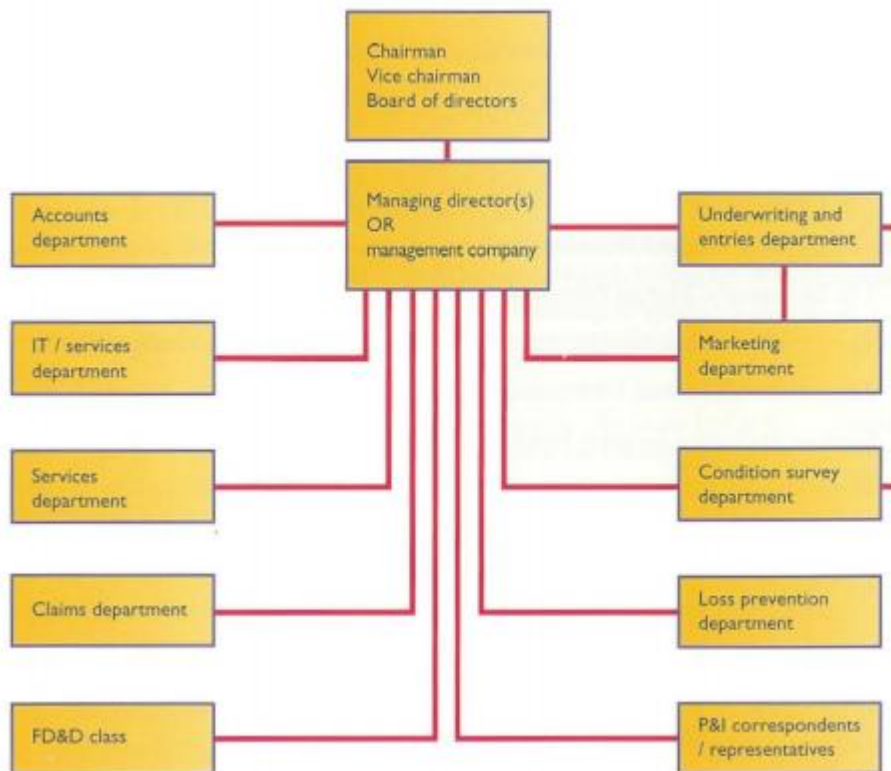 Chairman
Vice chairman
Board of directors
Managing director(s)
OR
management company
Accounts
department
Underwriting and
entries department
IT / services
department
Marketing
department
Services
department
Condition survey
department
Claims department
Loss prevention
department
FD&D class
P&I correspondents
/ representatives